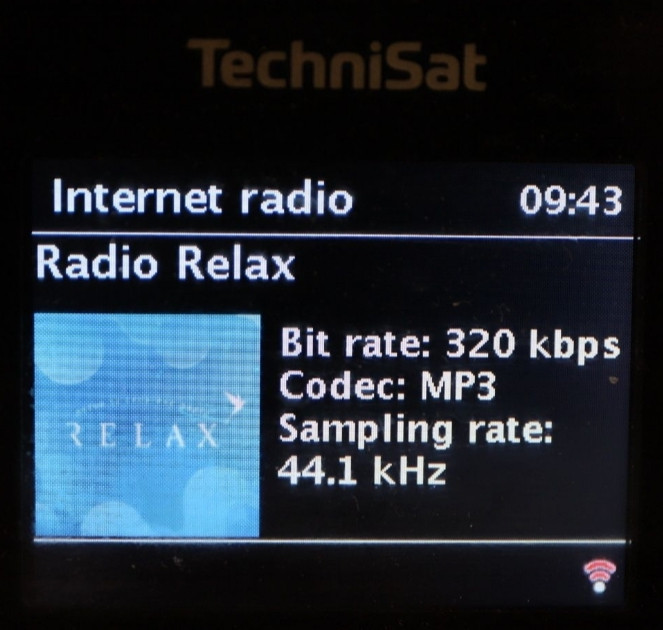 TechniSat
Internet radio 09:43
Radio Relax
Bit rate: 320 kbps
Codec: MP3
Sampling rate:
44.1 kHz
RELAX